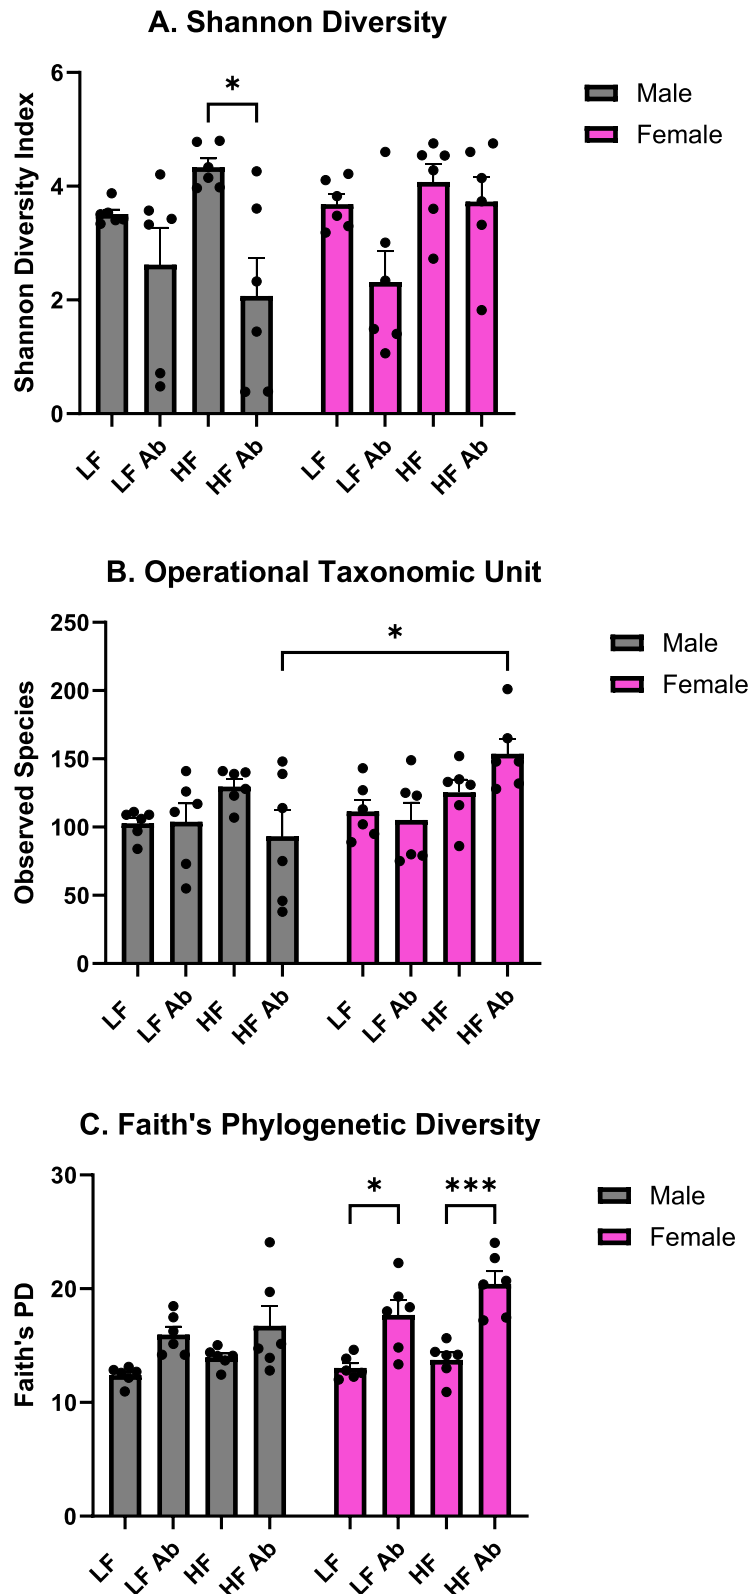 A. Shannon Diversity
Shannon Diversity Index
6
4
2
0
*
Male
Female
LF
LF Ab
HF
HF Ab
LF
LF Ab
HF
HF Ab
B. Operational Taxonomic Unit
Observed Species
250
200
150
100
50
0
*
Male
Female
LF
LF Ab
HF
HF Ab
LF
LF Ab
HF
HF Ab
C. Faith's Phylogenetic Diversity
Faith's PD
30
20
10
0
*
***
Male
Female
LF
LF Ab
HF
HF Ab
LF
LF Ab
HF
HF Ab